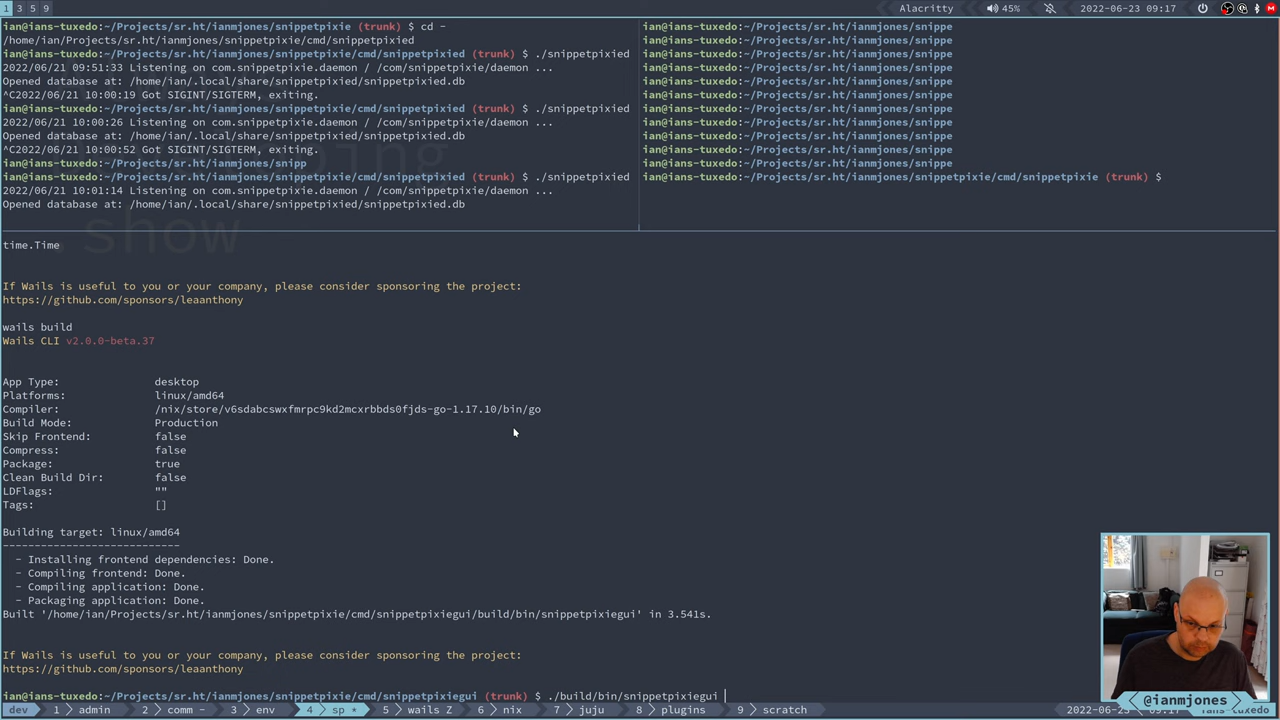 1 3 5 9
Alacritty 45% 2022-06-23 09:17
ian@ians-tuxedo:~/Projects/sr.ht/ianmjones/snippetpixie (trunk) $ cd -
/home/ian/Projects/sr.ht/ianmjones/snippetpixie/cmd/snippetpixied
ian@ians-tuxedo:~/Projects/sr.ht/ianmjones/snippetpixie/cmd/snippetpixied (trunk) $ ./snippetpixied
2022/06/21 09:51:33 Listening on com.snippetpixie.daemon / /com/snippetpixie/daemon ...
Opened database at: /home/ian/.local/share/snippetpixied/snippetpixied.db
^C2022/06/21 10:00:19 Got SIGINT/SIGTERM, exiting.
ian@ians-tuxedo:~/Projects/sr.ht/ianmjones/snippetpixie/cmd/snippetpixied (trunk) $ ./snippetpixied
2022/06/21 10:00:26 Listening on com.snippetpixie.daemon / /com/snippetpixie/daemon ...
Opened database at: /home/ian/.local/share/snippetpixied/snippetpixied.db
^C2022/06/21 10:00:52 Got SIGINT/SIGTERM, exiting.
ian@ians-tuxedo:~/Projects/sr.ht/ianmjones/snipp
ian@ians-tuxedo:~/Projects/sr.ht/ianmjones/snippetpixie/cmd/snippetpixied (trunk) $ ./snippetpixied
2022/06/21 10:01:14 Listening on com.snippetpixie.daemon / /com/snippetpixie/daemon ...
Opened database at: /home/ian/.local/share/snippetpixied/snippetpixied.db
show
ian@ians-tuxedo:~/Projects/sr.ht/ianmjones/snippe
ian@ians-tuxedo:~/Projects/sr.ht/ianmjones/snippe
ian@ians-tuxedo:~/Projects/sr.ht/ianmjones/snippe
ian@ians-tuxedo:~/Projects/sr.ht/ianmjones/snippe
ian@ians-tuxedo:~/Projects/sr.ht/ianmjones/snippe
ian@ians-tuxedo:~/Projects/sr.ht/ianmjones/snippe
ian@ians-tuxedo:~/Projects/sr.ht/ianmjones/snippe
ian@ians-tuxedo:~/Projects/sr.ht/ianmjones/snippe
ian@ians-tuxedo:~/Projects/sr.ht/ianmjones/snippe
ian@ians-tuxedo:~/Projects/sr.ht/ianmjones/snippe
ian@ians-tuxedo:~/Projects/sr.ht/ianmjones/snippe
ian@ians-tuxedo:~/Projects/sr.ht/ianmjones/snippetpixie/cmd/snippetpixie (trunk) $
time.Time
If Wails is useful to you or your company, please consider sponsoring the project:
https://github.com/sponsors/leaanthony
wails build
Wails CLI v2.0.0-beta.37
App Type: desktop
Platforms: linux/amd64
Compiler: /nix/store/v6sdabcswxfmrpc9kd2mcxrbbds0fjds-go-1.17.10/bin/go
Build Mode: Production
Skip Frontend: false
Compress: false
Package: true
Clean Build Dir: false
LDFlags: ""
Tags: []
Building target: linux/amd64
---------------------------
- Installing frontend dependencies: Done.
- Compiling frontend: Done.
- Compiling application: Done.
- Packaging application: Done.
Built '/home/ian/Projects/sr.ht/ianmjones/snippetpixie/cmd/snippetpixiegui/build/bin/snippetpixiegui' in 3.541s.
If Wails is useful to you or your company, please consider sponsoring the project:
https://github.com/sponsors/leaanthony
ian@ians-tuxedo:~/Projects/sr.ht/ianmjones/snippetpixie/cmd/snippetpixiegui (trunk) $ ./build/bin/snippetpixiegui
@ianmjones
dev 1 admin 2 comm - 3 env 4 sp * 5 wails Z 6 nix 7 juju 8 plugins 9 scratch